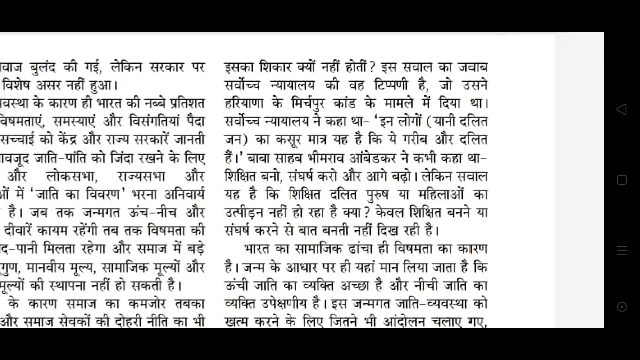 वाज बुलंद की गई, लेकिन सरकार पर
विशेष असर नहीं हुआ।
वस्था के कारण ही भारत की नब्बे प्रतिशत
विषमताएं, समस्याएं और विसंगतियां पैदा
सच्चाई को केंद्र और राज्य सरकारें जानती
वजूद जाति-पांति को जिंदा रखने के लिए
और लोकसभा, राज्यसभा और
ओं में 'जाति का विवरण' भरना अनिवार्य
है। जब तक जन्मगत ऊंच-नीच और
दीवारें कायम रहेंगी तब तक विषमता की
द-पानी मिलता रहेगा और समाज में बड़े
गुण, मानवीय मूल्य, सामाजिक मूल्यों और
मूल्यों की स्थापना नहीं हो सकती है।
के कारण समाज का कमजोर तबका
और समाज सेवकों की दोहरी नीति का भी
इसका शिकार क्यों नहीं होतीं? इस सवाल का जवाब
सर्वोच्च न्यायालय की वह टिप्पणी है, जो उसने
हरियाणा के मिर्चपुर कांड के मामले में दिया था।
सर्वोच्च न्यायालय ने कहा था- 'इन लोगों (यानी दलित
जन) का कसूर मात्र यह है कि ये गरीब और दलित
हैं।' बाबा साहब भीमराव आंबेडकर ने कभी कहा था-
शिक्षित बनो, संघर्ष करो और आगे बढ़ो। लेकिन सवाल
यह है कि शिक्षित दलित पुरुष या महिलाओं का
उत्पीड़न नहीं हो रहा है क्या? केवल शिक्षित बनने या
संघर्ष करने से बात बनती नहीं दिख रही है।
भारत का सामाजिक ढांचा ही विषमता का कारण
है। जन्म के आधार पर ही यहां मान लिया जाता है कि
ऊंची जाति का व्यक्ति अच्छा है और नीची जाति का
व्यक्ति उपेक्षणीय है। इस जन्मगत जाति-व्यवस्था को
खत्म करने के लिए जितने भी आंदोलन चलाए गए,